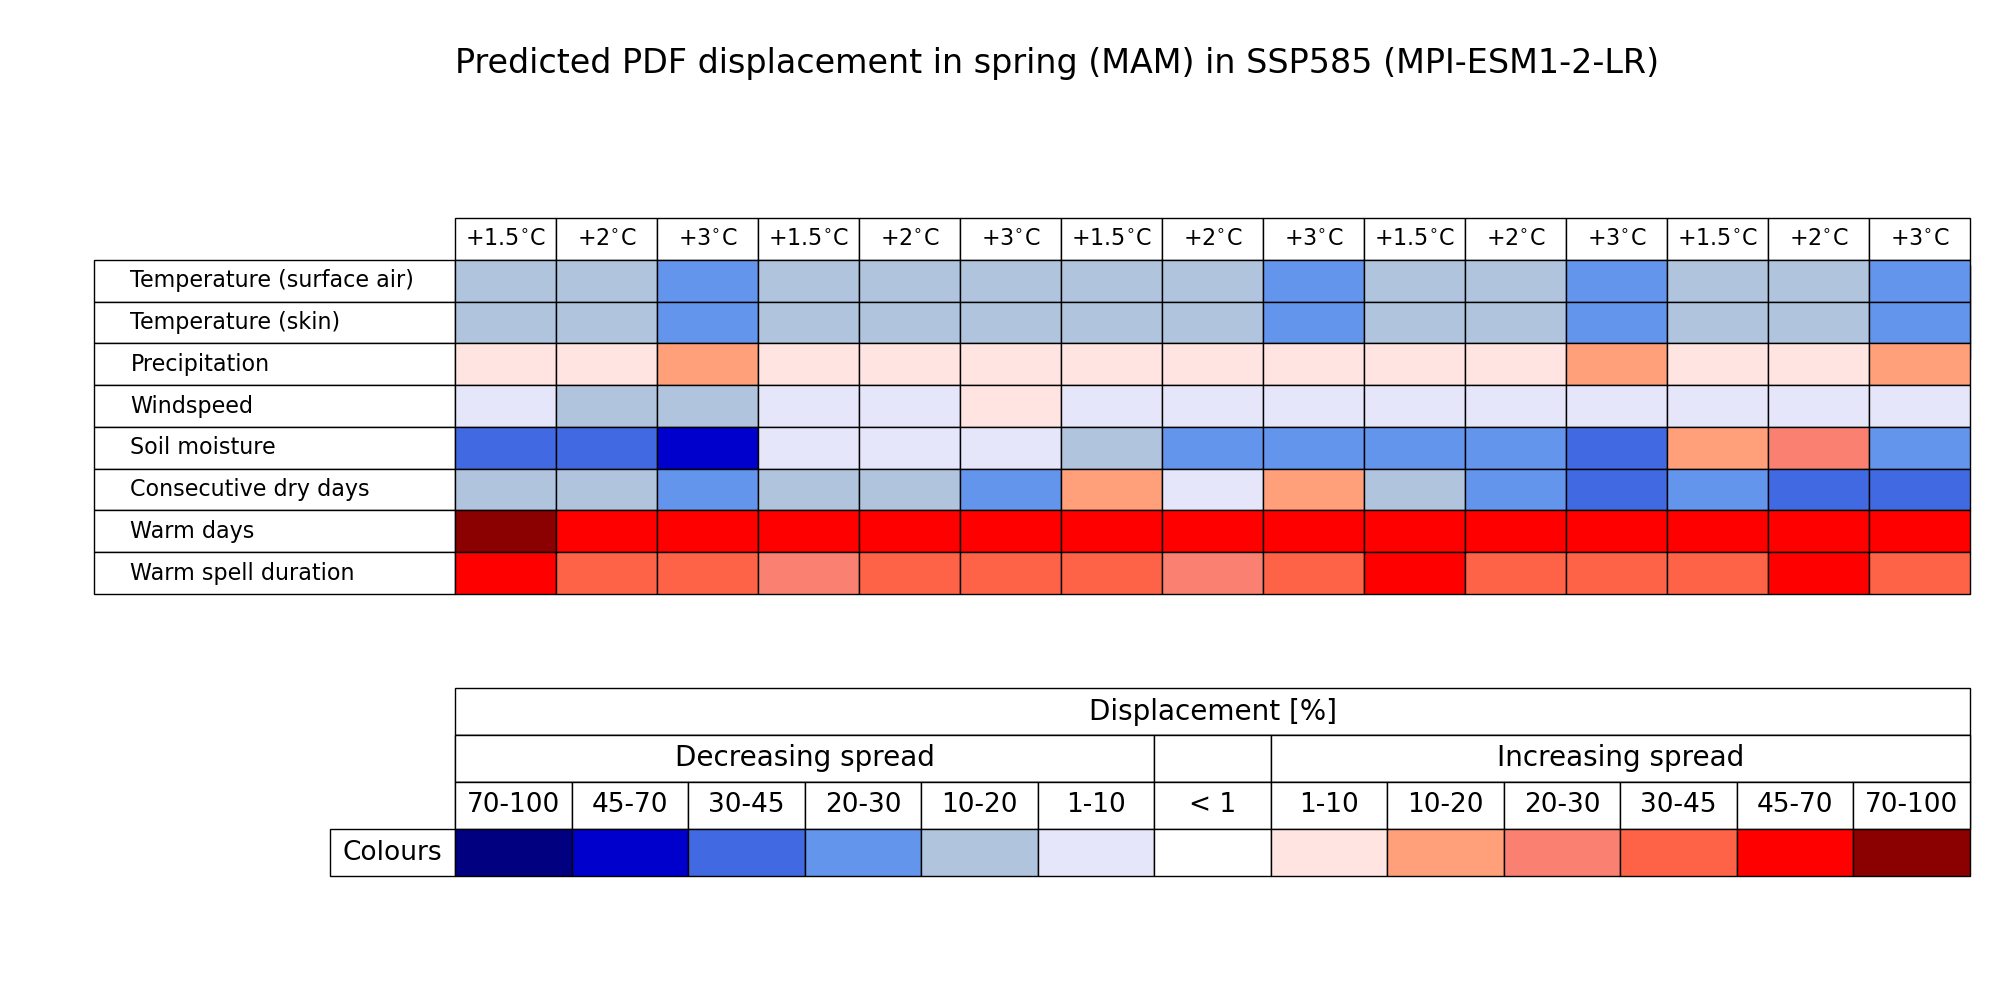 Predicted PDF displacement in spring (MAM) in SSP585 (MPI-ESM1-2-LR)
+1.5°C +2°C +3°C +1.5°C +2°C +3°C +1.5°C +2°C +3°C +1.5°C +2°C +3°C +1.5°C +2°C +3°C
Temperature (surface air)
Temperature (skin)
Precipitation
Windspeed
Soil moisture
Consecutive dry days
Warm days
Warm spell duration
Displacement [%]
Decreasing spread Increasing spread
70-100 45-70 30-45 20-30 10-20 1-10 < 1 1-10 10-20 20-30 30-45 45-70 70-100
Colours